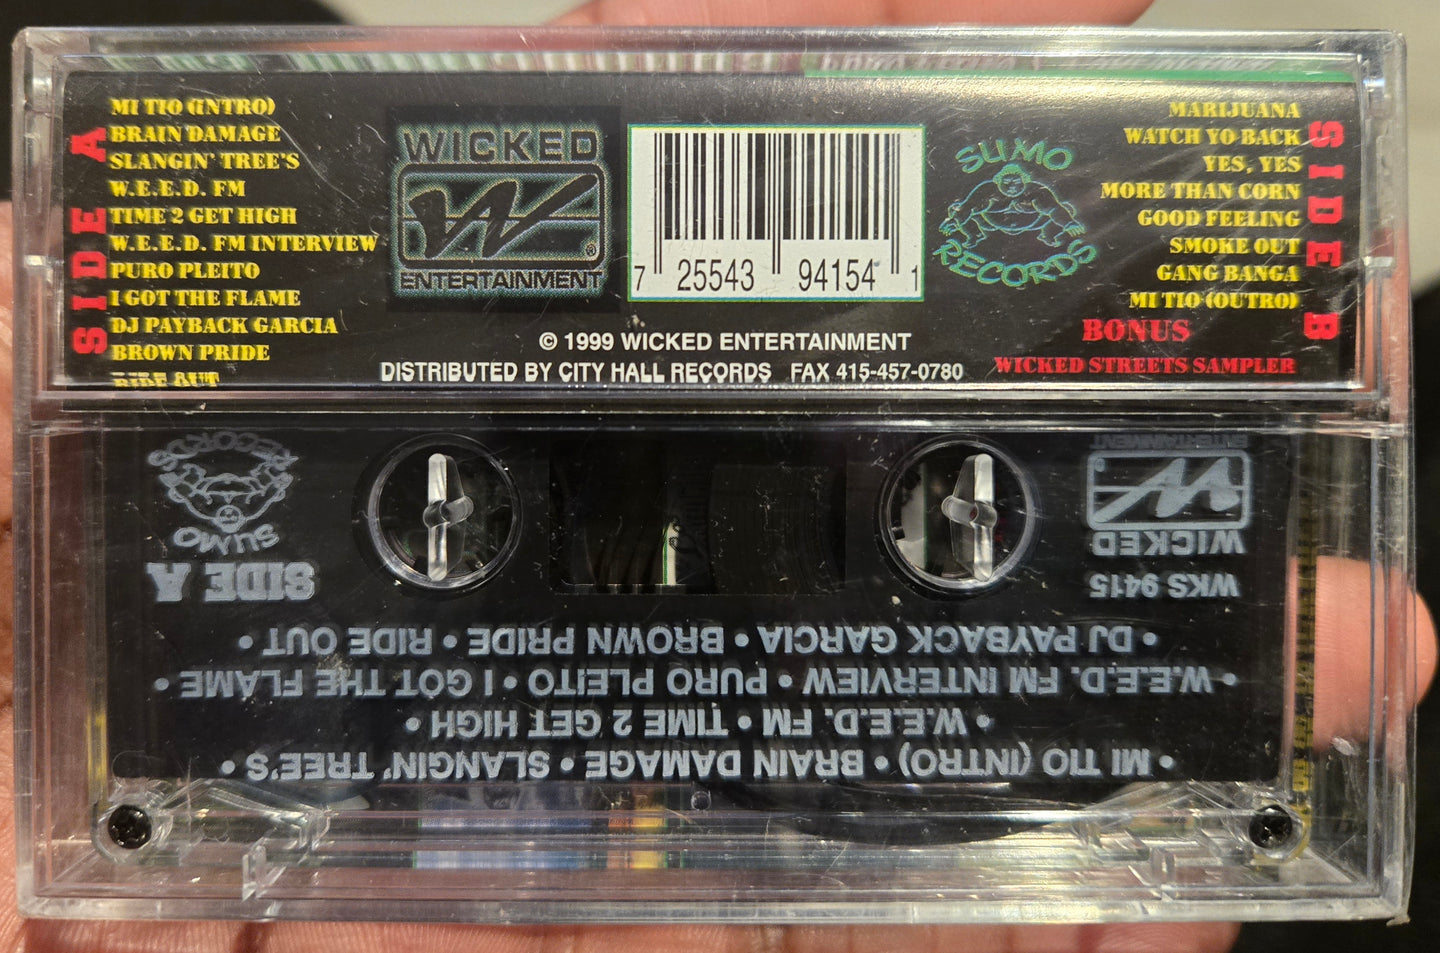 SIDE A
MI TIO (INTRO)
BRAIN DAMAGE
SLANGIN' TREE'S
W.E.E.D. FM
TIME 2 GET HIGH
W.E.E.D. FM INTERVIEW
PURO PLEITO
I GOT THE FLAME
DJ PAYBACK GARCIA
BROWN PRIDE
RIDE OUT
WICKED
W
®
ENTERTAINMENT
7 25543 94154 1
SUMO
RECORDS
© 1999 WICKED ENTERTAINMENT
DISTRIBUTED BY CITY HALL RECORDS FAX 415-457-0780
SIDE B
MARIJUANA
WATCH YO BACK
YES, YES
MORE THAN CORN
GOOD FEELING
SMOKE OUT
GANG BANGA
MI TIO (OUTRO)
BONUS
WICKED STREETS SAMPLER
• MI TIO (INTRO) • BRAIN DAMAGE • SLANGIN' TREE'S •
• W.E.E.D. FM • TIME 2 GET HIGH •
• W.E.E.D. FM INTERVIEW • PURO PLEITO • I GOT THE FLAME •
• DJ PAYBACK GARCIA • BROWN PRIDE • RIDE OUT •
WKS 9415
SIDE A
WICKED
W
ENTERTAINMENT
SUMO
RECORDS